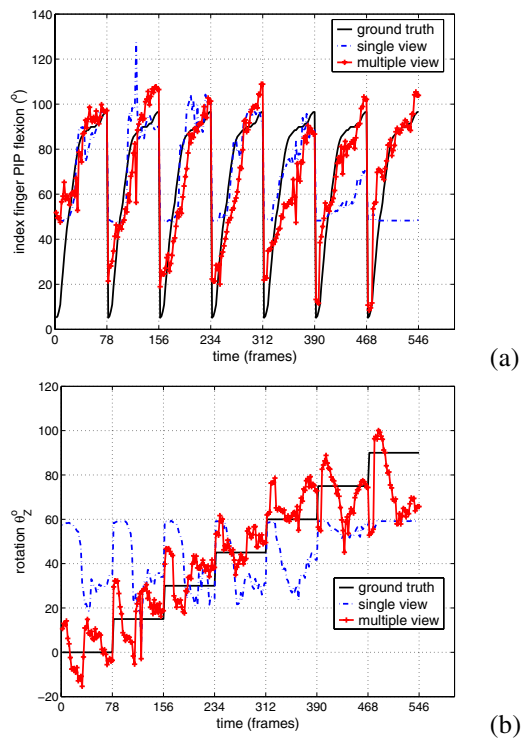 140
120
100
80
60
40
20
0
index finger PIP flexion (⁰)
ground truth
single view
multiple view
0 78 156 234 312 390 468 546
time (frames)
(a)
120
100
80
60
40
20
0
−20
rotation θ_Z^o
ground truth
single view
multiple view
0 78 156 234 312 390 468 546
time (frames)
(b)